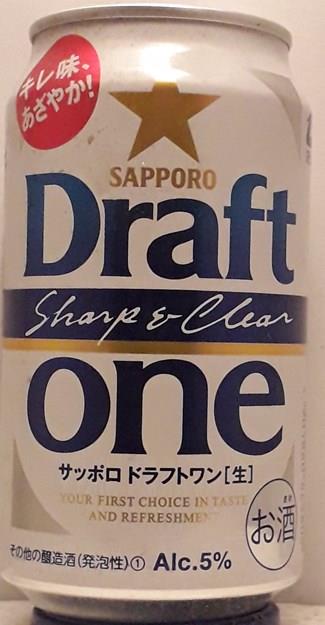 キレ味、
あざやか!
SAPPORO
Draft
Sharp & Clear
one
サッポロ ドラフトワン[生]
YOUR FIRST CHOICE IN TASTE
AND REFRESHMENT
お酒
その他の醸造酒(発泡性)① Alc.5%